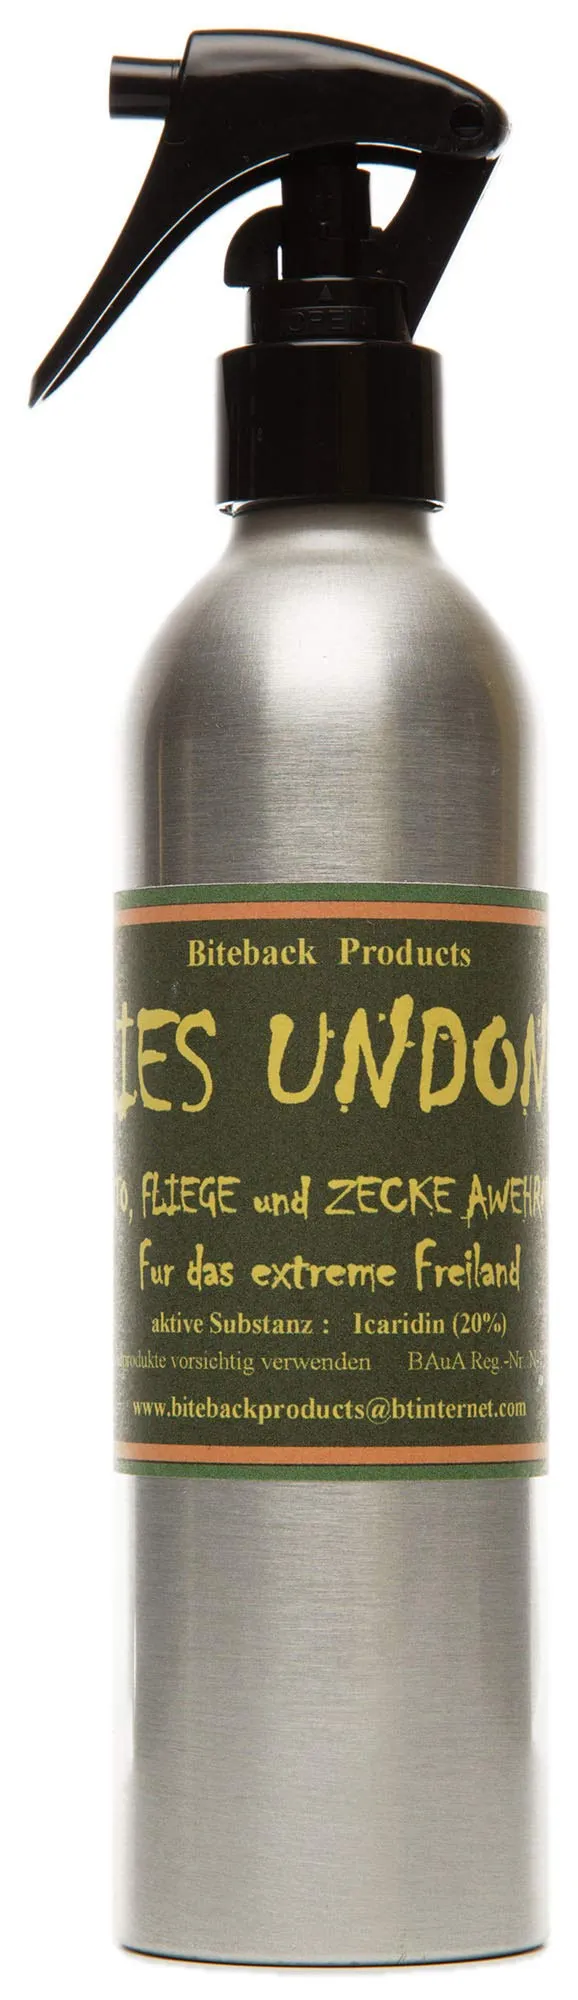 OPEN
Biteback Products
IES UNDON
O, FLIEGE und ZECKE AWEHR
Fur das extreme Freiland
aktive Substanz : Icaridin (20%)
produkte vorsichtig verwenden BAuA Reg.-Nr. N-
www.bitebackproducts@btinternet.com